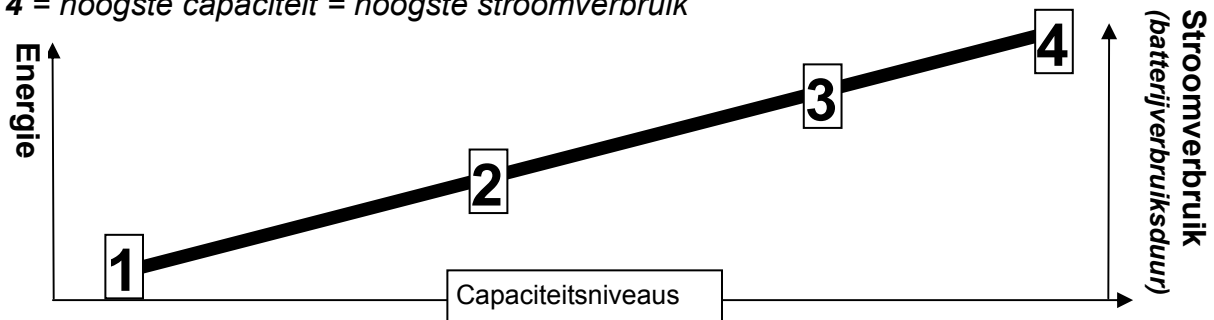 4 = hoogste capaciteit = hoogste stroomverbruik
Energie
1
2
3
4
Capaciteitsniveaus
Stroomverbruik
(batterijverbruiksduur)